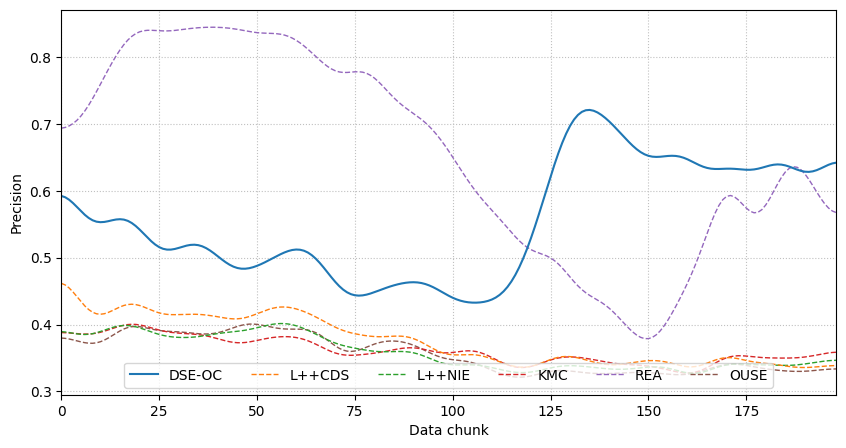 Precision
0.8
0.7
0.6
0.5
0.4
0.3
DSE-OC L++CDS L++NIE KMC REA OUSE
0 25 50 75 100 125 150 175
Data chunk